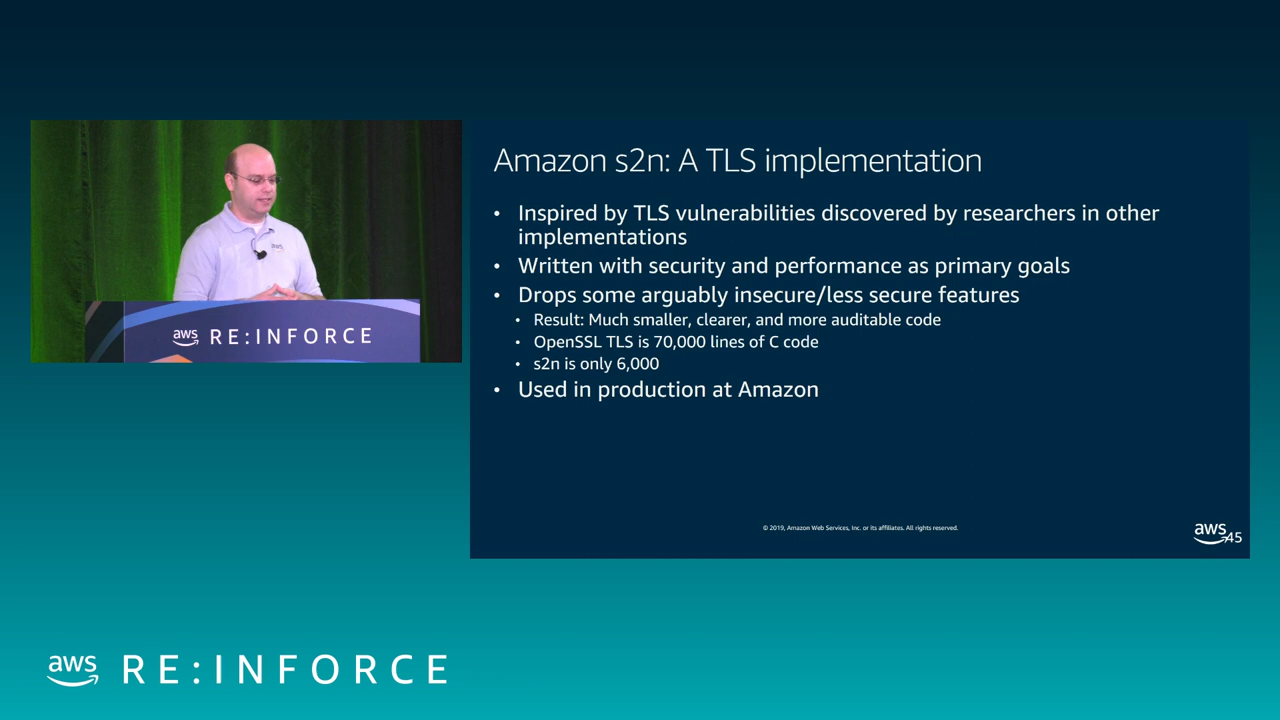 Amazon s2n: A TLS implementation
• Inspired by TLS vulnerabilities discovered by researchers in other
implementations
• Written with security and performance as primary goals
• Drops some arguably insecure/less secure features
• Result: Much smaller, clearer, and more auditable code
• OpenSSL TLS is 70,000 lines of C code
• s2n is only 6,000
• Used in production at Amazon
© 2019, Amazon Web Services, Inc. or its affiliates. All rights reserved.
aws 45
aws
aws RE:INFORCE
aws RE:INFORCE